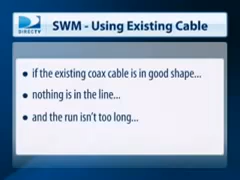 DIRECTV
SWM - Using Existing Cable
• if the existing coax cable is in good shape...
• nothing is in the line...
• and the run isn't too long...